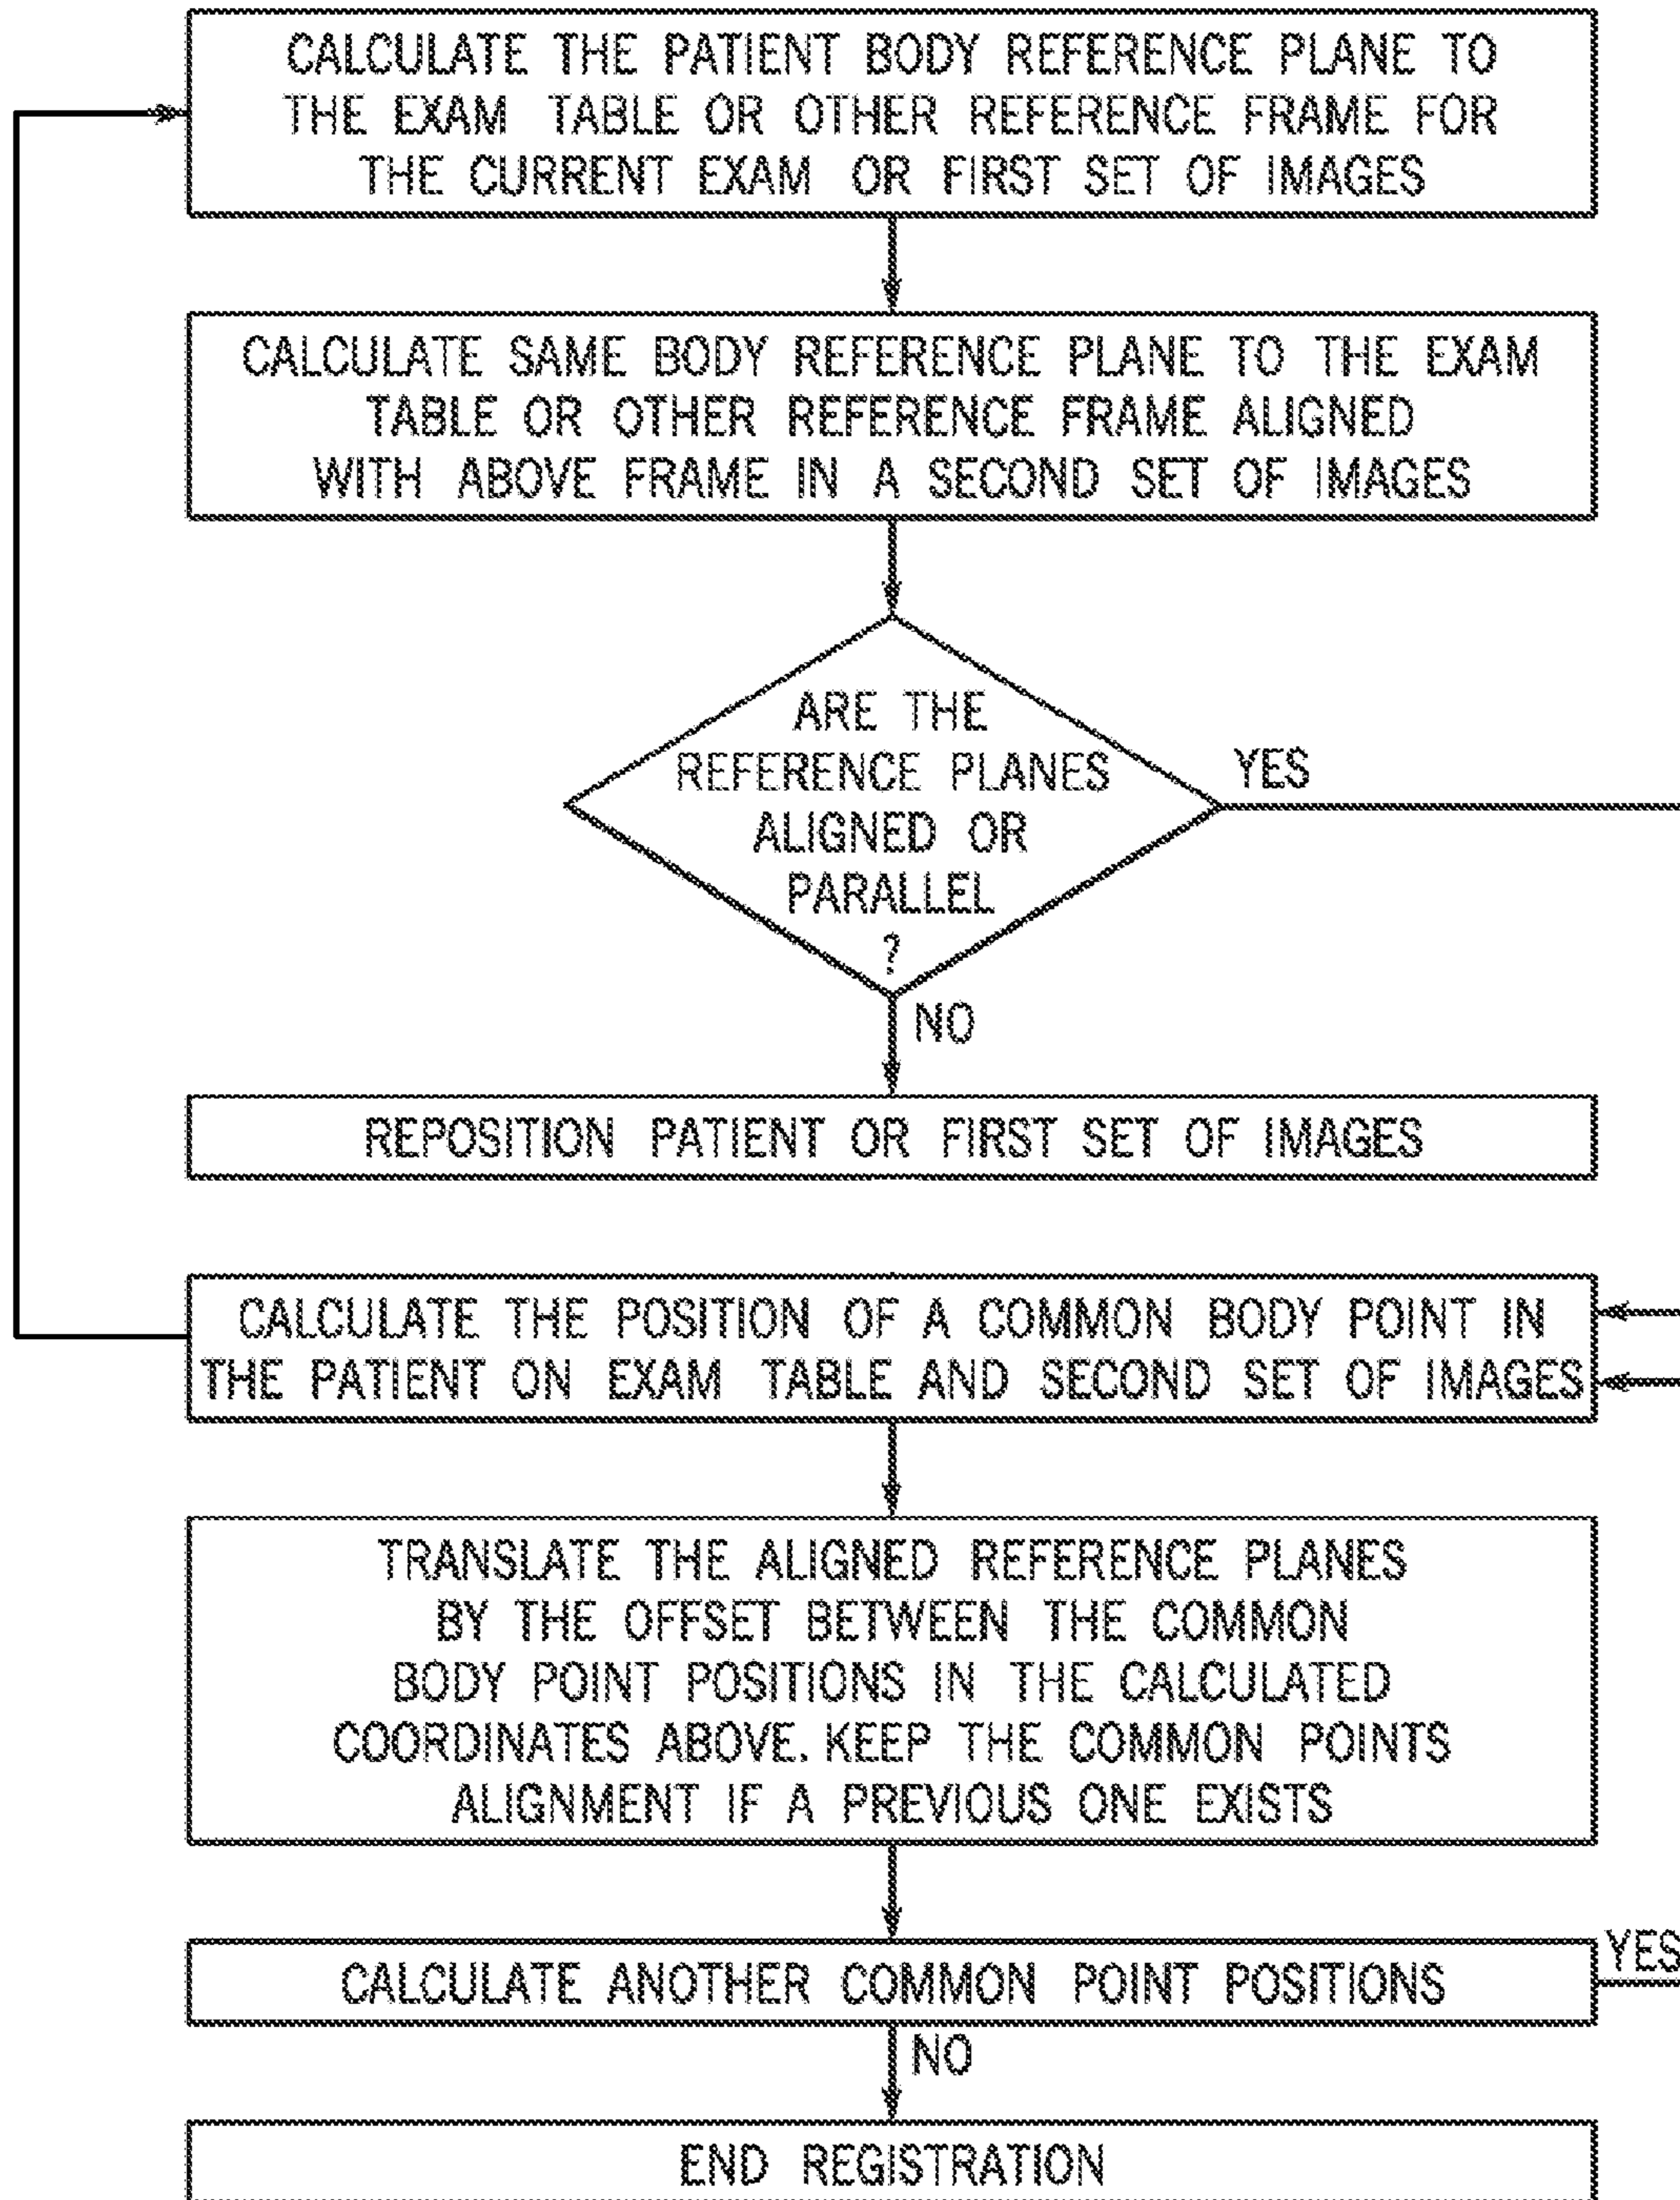 CALCULATE THE PATIENT BODY REFERENCE PLANE TO
THE EXAM TABLE OR OTHER REFERENCE FRAME FOR
THE CURRENT EXAM OR FIRST SET OF IMAGES
CALCULATE SAME BODY REFERENCE PLANE TO THE EXAM
TABLE OR OTHER REFERENCE FRAME ALIGNED
WITH ABOVE FRAME IN A SECOND SET OF IMAGES
ARE THE
REFERENCE PLANES
ALIGNED OR
PARALLEL
?
YES
NO
REPOSITION PATIENT OR FIRST SET OF IMAGES
CALCULATE THE POSITION OF A COMMON BODY POINT IN
THE PATIENT ON EXAM TABLE AND SECOND SET OF IMAGES
TRANSLATE THE ALIGNED REFERENCE PLANES
BY THE OFFSET BETWEEN THE COMMON
BODY POINT POSITIONS IN THE CALCULATED
COORDINATES ABOVE. KEEP THE COMMON POINTS
ALIGNMENT IF A PREVIOUS ONE EXISTS
CALCULATE ANOTHER COMMON POINT POSITIONS
YES
NO
END REGISTRATION